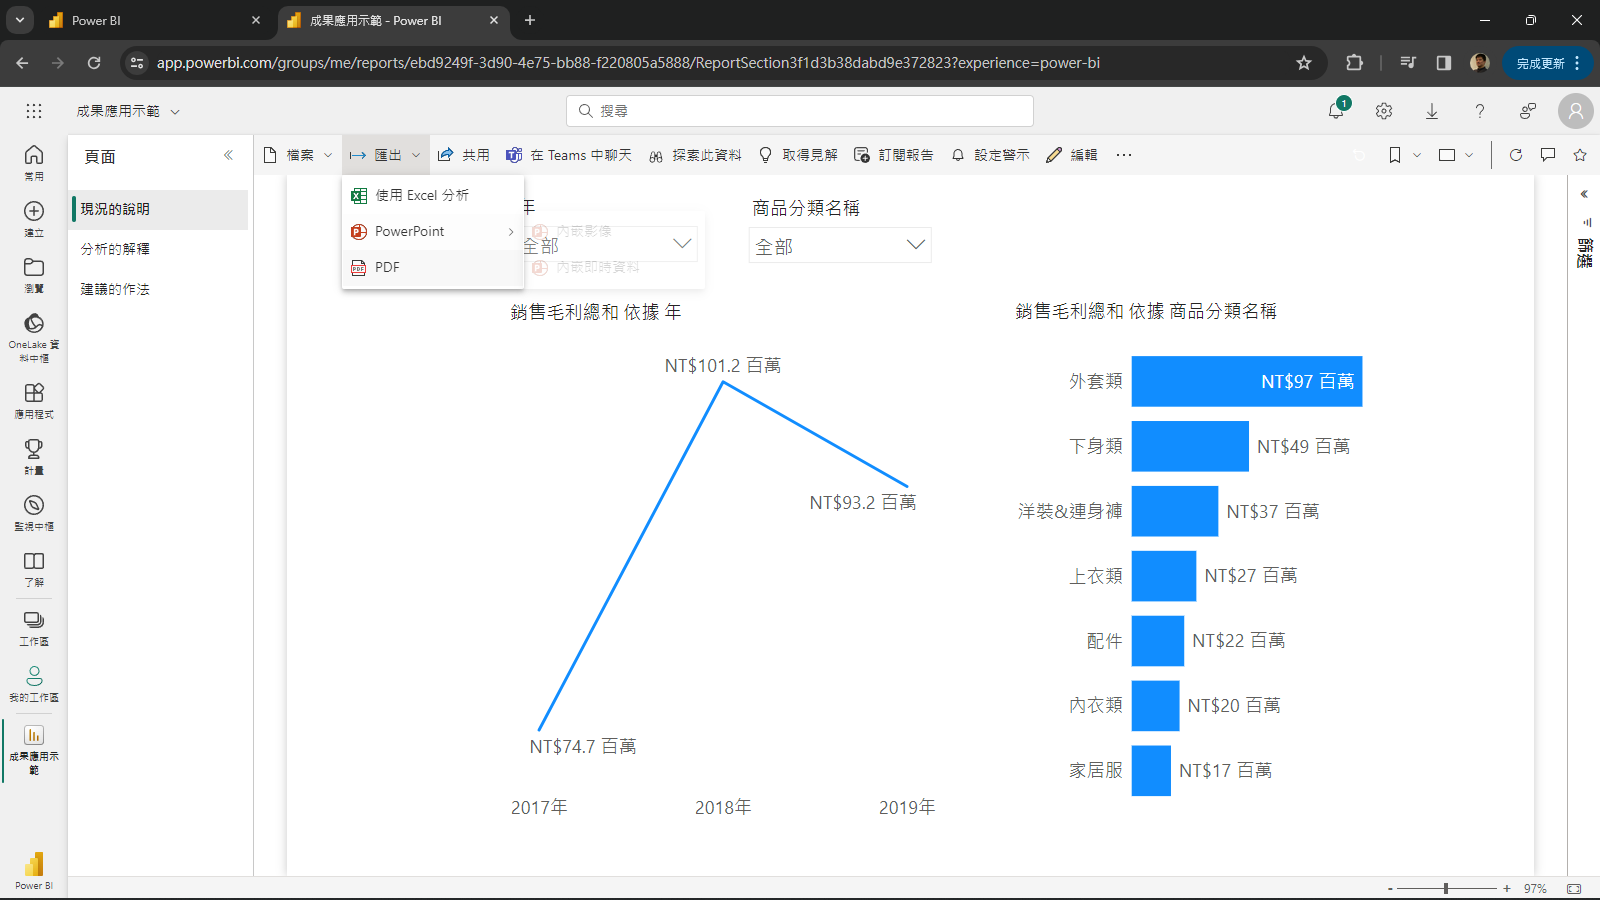 Power BI
成果應用示範 - Power BI
app.powerbi.com/groups/me/reports/ebd9249f-3d90-4e75-bb88-f220805a5888/ReportSection3f1d3b38dabd9e372823?experience=power-bi
完成更新
成果應用示範
搜尋
1
頁面
檔案
匯出
共用
在 Teams 中聊天
探索此資料
取得見解
訂閱報告
設定警示
編輯
常用
建立
瀏覽
OneLake 資
料中樞
應用程式
計量
監視中樞
了解
工作區
我的工作區
成果應用示
範
Power BI
現況的說明
分析的解釋
建議的作法
使用 Excel 分析
PowerPoint
PDF
內嵌影像
內嵌即時資料
年
全部
商品分類名稱
全部
篩選
銷售毛利總和 依據 年
NT$101.2 百萬
NT$93.2 百萬
NT$74.7 百萬
2017年
2018年
2019年
銷售毛利總和 依據 商品分類名稱
外套類 NT$97 百萬
下身類 NT$49 百萬
洋裝&連身褲 NT$37 百萬
上衣類 NT$27 百萬
配件 NT$22 百萬
內衣類 NT$20 百萬
家居服 NT$17 百萬
- + 97%